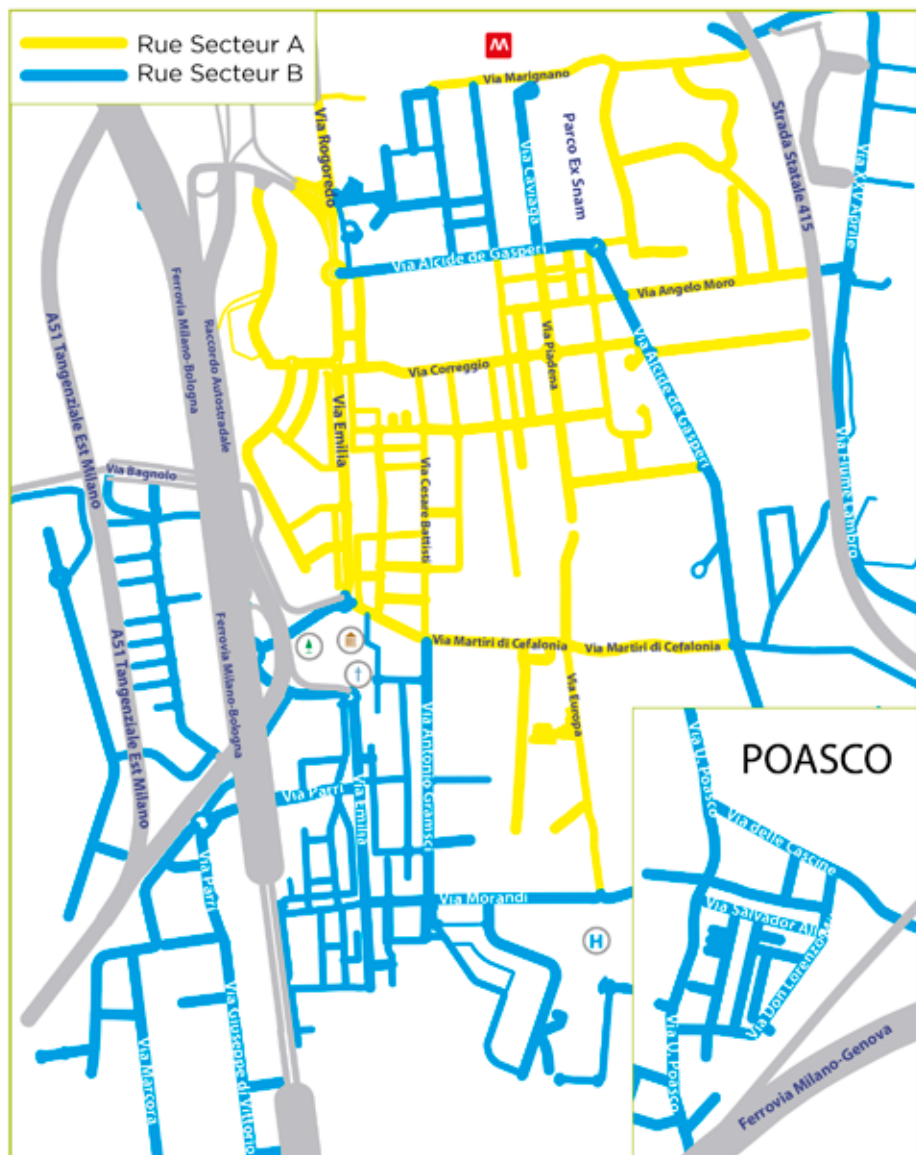 Rue Secteur A
Rue Secteur B
M
Via Marignano
Via Rogoredo
Via Caviaga
Parco Ex Snam
Strada Statale 415
Via XXV Aprile
Via Alcide de Gasperi
Via Angelo Moro
Ferrovia Milano-Bologna
Raccordo Autostradale
A51 Tangenziale Est Milano
Via Correggio
Via Piadena
Via Alcide de Gasperi
Via Emilia
Via Cesare Battisti
Via Fiume Lambro
Via Bagnolo
Ferrovia Milano-Bologna
A51 Tangenziale Est Milano
Via Martiri di Cefalonia
Via Martiri di Cefalonia
Via Europa
Via Antonio Gramsci
Via Emilia
Via Parri
Via Parri
Via Morandi
H
Via Giuseppe di Vittorio
Via Marcora
POASCO
Via U. Poasco
Via delle Cascine
Via Salvador All
Via Don Lorenzo Mi
Via U. Poasco
Ferrovia Milano-Genova